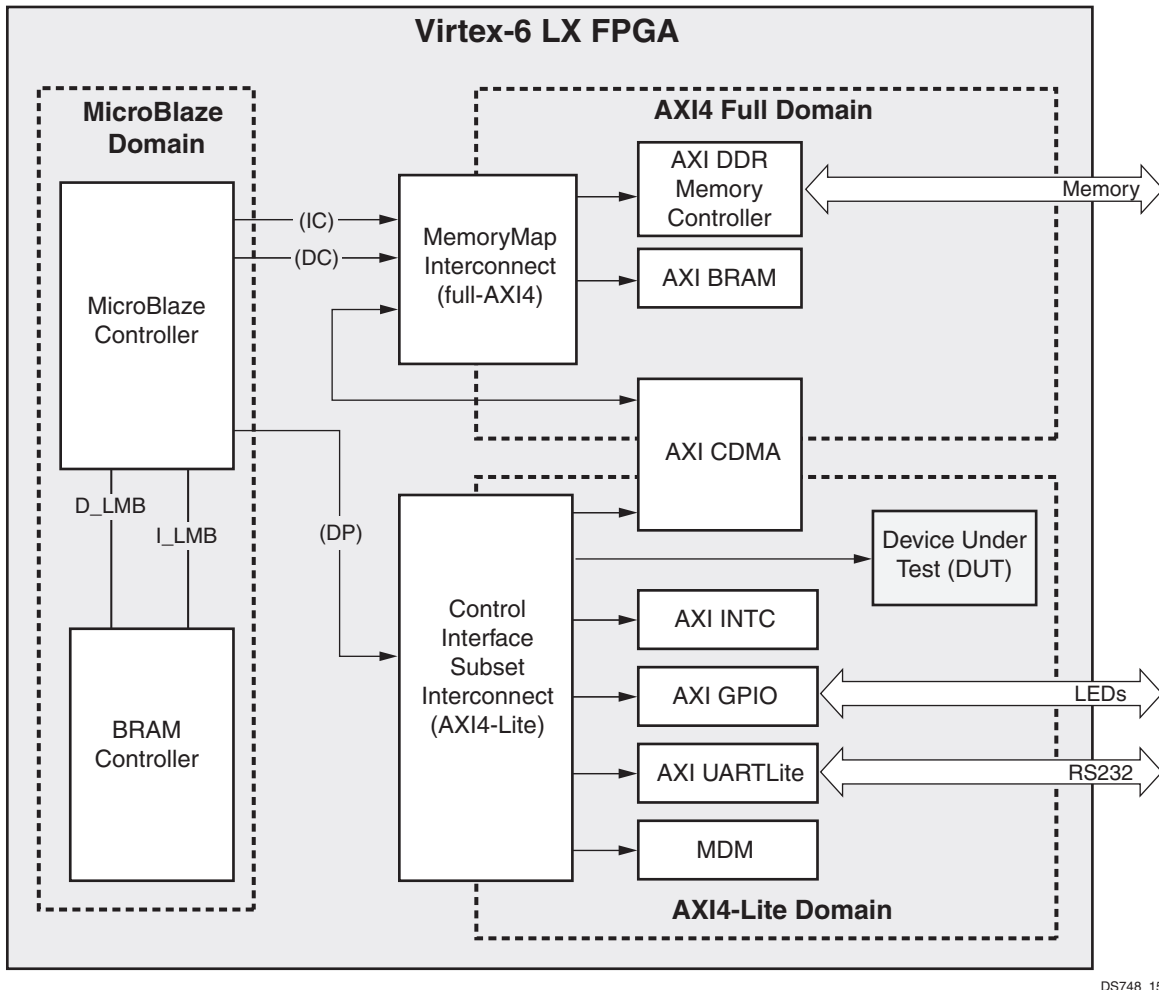 Virtex-6 LX FPGA
MicroBlaze
Domain
AXI4 Full Domain
MicroBlaze
Controller
(IC)
(DC)
MemoryMap
Interconnect
(full-AXI4)
AXI DDR
Memory
Controller
Memory
AXI BRAM
AXI CDMA
D_LMB
I_LMB
(DP)
BRAM
Controller
Control
Interface
Subset
Interconnect
(AXI4-Lite)
Device Under
Test (DUT)
AXI INTC
AXI GPIO
LEDs
AXI UARTLite
RS232
MDM
AXI4-Lite Domain